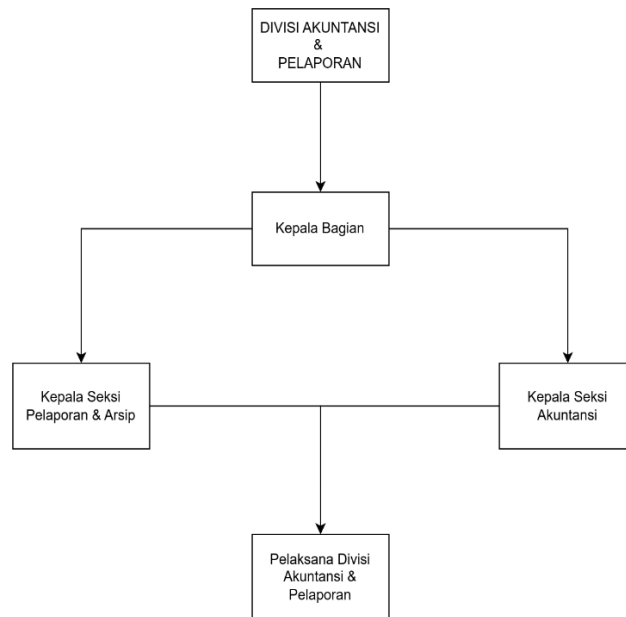 DIVISI AKUNTANSI
&
PELAPORAN
Kepala Bagian
Kepala Seksi
Pelaporan & Arsip
Kepala Seksi
Akuntansi
Pelaksana Divisi
Akuntansi &
Pelaporan